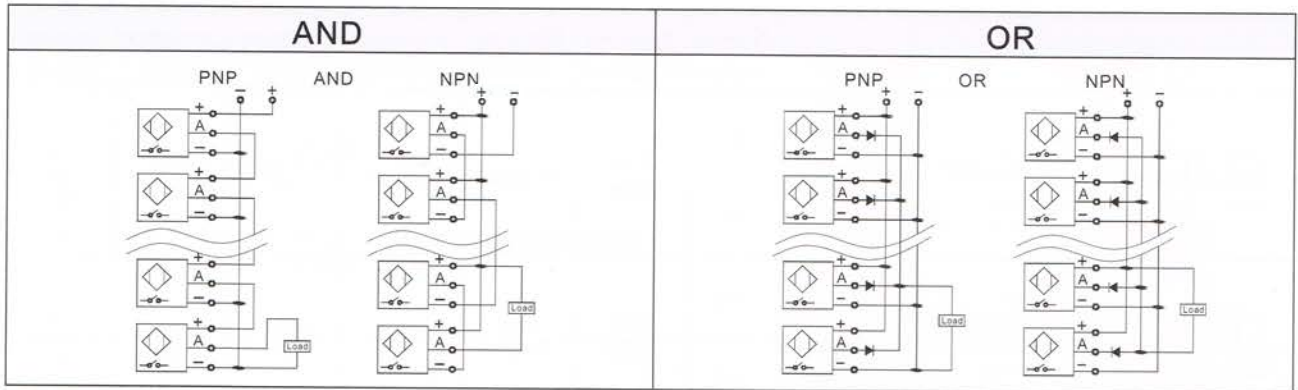 AND
OR
PNP AND NPN
PNP OR NPN
− +
+ −
+ −
+ −
+
A
−
+
A
−
+
A
−
+
A
−
Load
+
A
−
+
A
−
+
A
−
+
A
−
Load
+
A
−
+
A
−
+
A
−
+
A
−
Load
+
A
−
+
A
−
+
A
−
+
A
−
Load